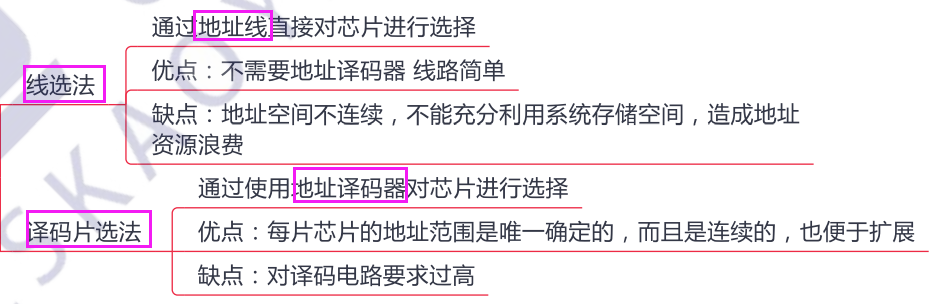 通过地址线直接对芯片进行选择
线选法
优点：不需要地址译码器 线路简单
缺点：地址空间不连续，不能充分利用系统存储空间，造成地址
资源浪费
通过使用地址译码器对芯片进行选择
译码片选法
优点：每片芯片的地址范围是唯一确定的，而且是连续的，也便于扩展
缺点：对译码电路要求过高
SKAO